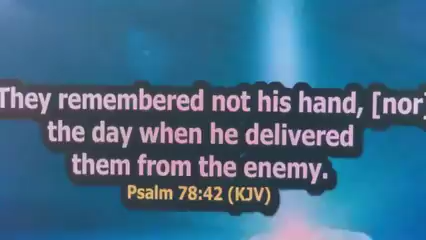 They remembered not his hand, [nor]
the day when he delivered
them from the enemy.
Psalm 78:42 (KJV)